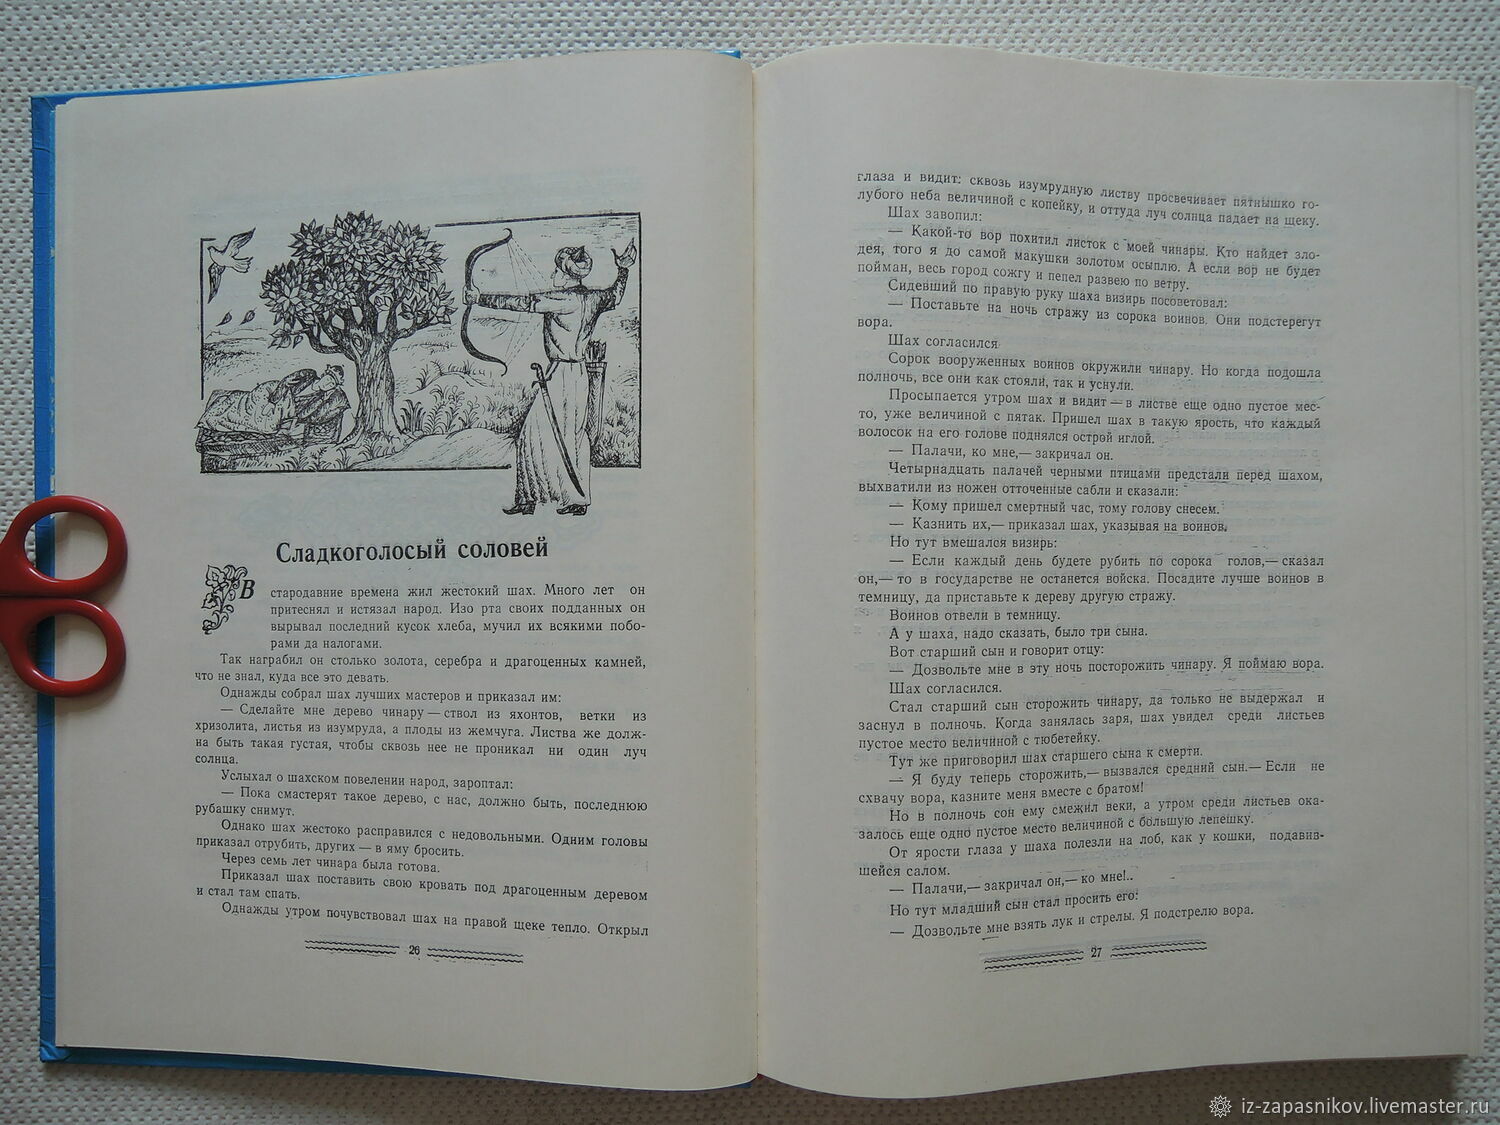 Сладкоголосый соловей
В стародавние времена жил жестокий шах. Много лет он
притеснял и истязал народ. Изо рта своих подданных он
вырывал последний кусок хлеба, мучил их всякими побо-
рами да налогами.
Так награбил он столько золота, серебра и драгоценных камней,
что не знал, куда все это девать.
Однажды собрал шах лучших мастеров и приказал им:
— Сделайте мне дерево чинару — ствол из яхонтов, ветки из
хризолита, листья из изумруда, а плоды из жемчуга. Листва же долж-
на быть такая густая, чтобы сквозь нее не проникал ни один луч
солнца.
Услыхал о шахском повелении народ, зароптал:
— Пока смастерят такое дерево, с нас, должно быть, последнюю
рубашку снимут.
Однако шах жестоко расправился с недовольными. Одним головы
приказал отрубить, других — в яму бросить.
Через семь лет чинара была готова.
Приказал шах поставить свою кровать под драгоценным деревом
и стал там спать.
Однажды утром почувствовал шах на правой щеке тепло. Открыл
26
глаза и видит: сквозь изумрудную листву просвечивает пятнышко го-
лубого неба величиной с копейку, и оттуда луч солнца падает на щеку.
Шах завопил:
— Какой-то вор похитил листок с моей чинары. Кто найдет зло-
дея, того я до самой макушки золотом осыплю. А если вор не будет
пойман, весь город сожгу и пепел развею по ветру.
Сидевший по правую руку шаха визирь посоветовал:
— Поставьте на ночь стражу из сорока воинов. Они подстерегут
вора.
Шах согласился
Сорок вооруженных воинов окружили чинару. Но когда подошла
полночь, все они как стояли, так и уснули.
Просыпается утром шах и видит — в листве еще одно пустое мес-
то, уже величиной с пятак. Пришел шах в такую ярость, что каждый
волосок на его голове поднялся острой иглой.
— Палачи, ко мне,— закричал он.
Четырнадцать палачей черными птицами предстали перед шахом,
выхватили из ножен отточенные сабли и сказали:
— Кому пришел смертный час, тому голову снесем.
— Казнить их,— приказал шах, указывая на воинов.
Но тут вмешался визирь:
— Если каждый день будете рубить по сорока голов,— сказал
он,— то в государстве не останется войска. Посадите лучше воинов в
темницу, да приставьте к дереву другую стражу.
Воинов отвели в темницу.
А у шаха, надо сказать, было три сына.
Вот старший сын и говорит отцу:
— Дозвольте мне в эту ночь посторожить чинару. Я поймаю вора.
Шах согласился.
Стал старший сын сторожить чинару, да только не выдержал и
заснул в полночь. Когда занялась заря, шах увидел среди листьев
пустое место величиной с тюбетейку.
Тут же приговорил шах старшего сына к смерти.
— Я буду теперь сторожить,— вызвался средний сын.— Если не
схвачу вора, казните меня вместе с братом!
Но в полночь сон ему смежил веки, а утром среди листьев ока-
залось еще одно пустое место величиной с большую лепешку.
От ярости глаза у шаха полезли на лоб, как у кошки, подавив-
шейся салом.
— Палачи,— закричал он,— ко мне!..
Но тут младший сын стал просить его:
— Дозвольте мне взять лук и стрелы. Я подстрелю вора.
27
iz-zapasnikov.livemaster.ru